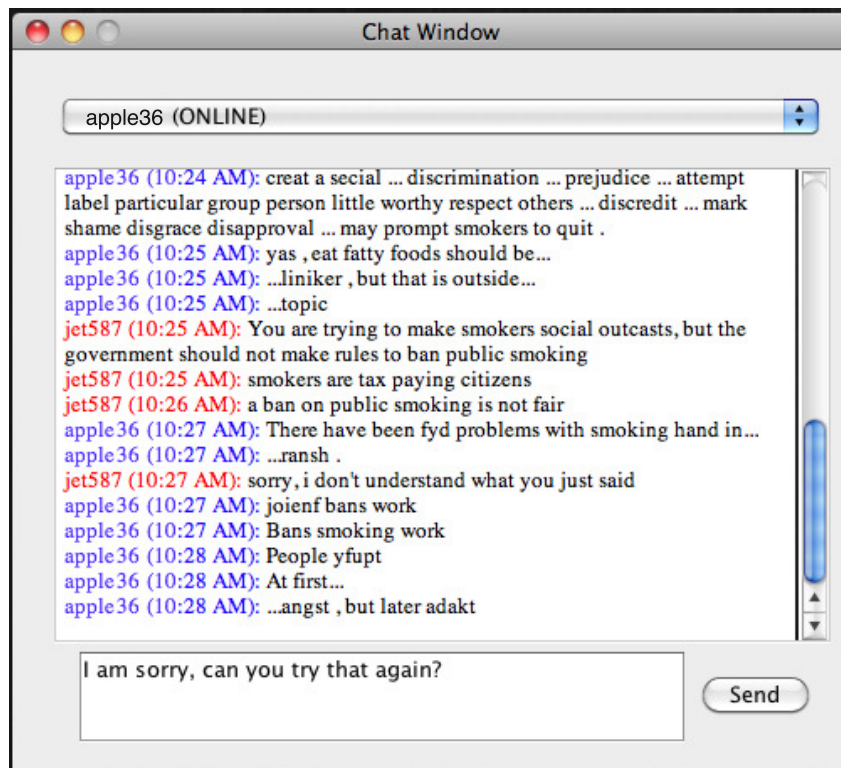 Chat Window
apple36 (ONLINE)
apple36 (10:24 AM): creat a secial ... discrimination ... prejudice ... attempt
label particular group person little worthy respect others ... discredit ... mark
shame disgrace disapproval ... may prompt smokers to quit .
apple36 (10:25 AM): yas , eat fatty foods should be...
apple36 (10:25 AM): ...liniker , but that is outside...
apple36 (10:25 AM): ...topic
jet587 (10:25 AM): You are trying to make smokers social outcasts, but the
government should not make rules to ban public smoking
jet587 (10:25 AM): smokers are tax paying citizens
jet587 (10:26 AM): a ban on public smoking is not fair
apple36 (10:27 AM): There have been fyd problems with smoking hand in...
apple36 (10:27 AM): ...ransh .
jet587 (10:27 AM): sorry, i don't understand what you just said
apple36 (10:27 AM): joienf bans work
apple36 (10:27 AM): Bans smoking work
apple36 (10:28 AM): People yfupt
apple36 (10:28 AM): At first...
apple36 (10:28 AM): ...angst , but later adakt
I am sorry, can you try that again?
Send